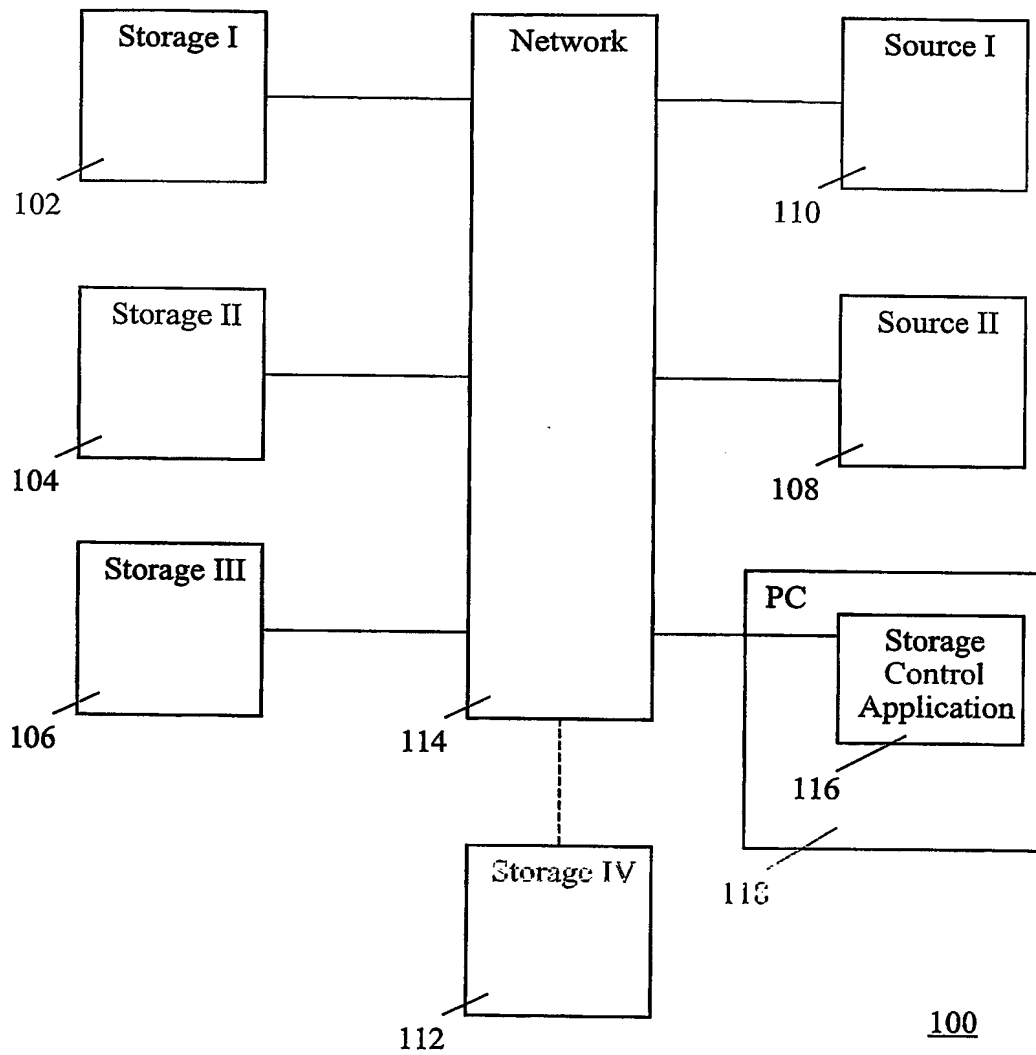 Storage I
Network
Source I
102
110
Storage II
Source II
104
108
Storage III
PC
Storage
Control
Application
106
114
116
Storage IV
118
112
100